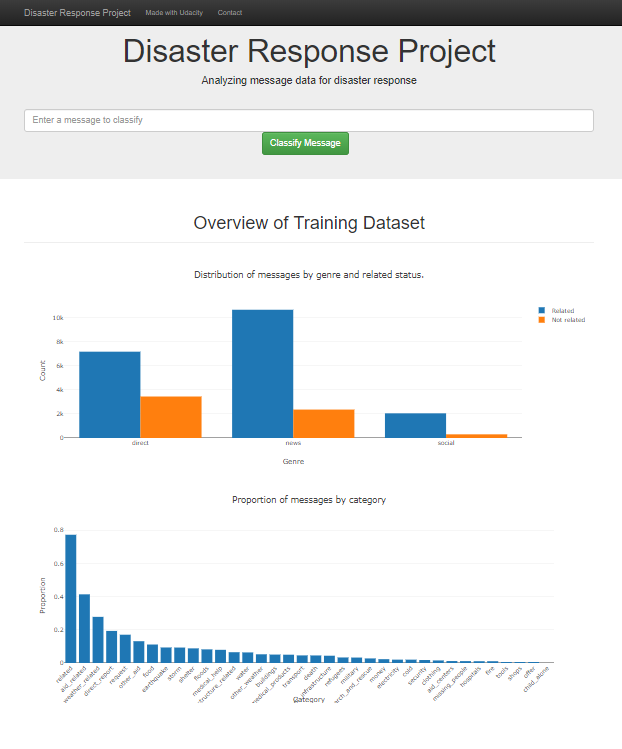 Disaster Response Project Made with Udacity Contact
Disaster Response Project
Analyzing message data for disaster response
Enter a message to classify
Classify Message
Overview of Training Dataset
Distribution of messages by genre and related status.
Related
Not related
10k
8k
6k
4k
2k
0
Count
direct news social
Genre
Proportion of messages by category
0.8
0.6
0.4
0.2
0
Proportion
related
aid_related
weather_related
direct_report
request
other_aid
food
earthquake
storm
shelter
floods
medical_help
structure_related
water
other_weather
buildings
medical_products
transport
death
infrastructure
refugees
military
arch_and_rescue
money
electricity
cold
security
clothing
aid_centers
missing_people
hospitals
fire
tools
shops
offer
child_alone
Category